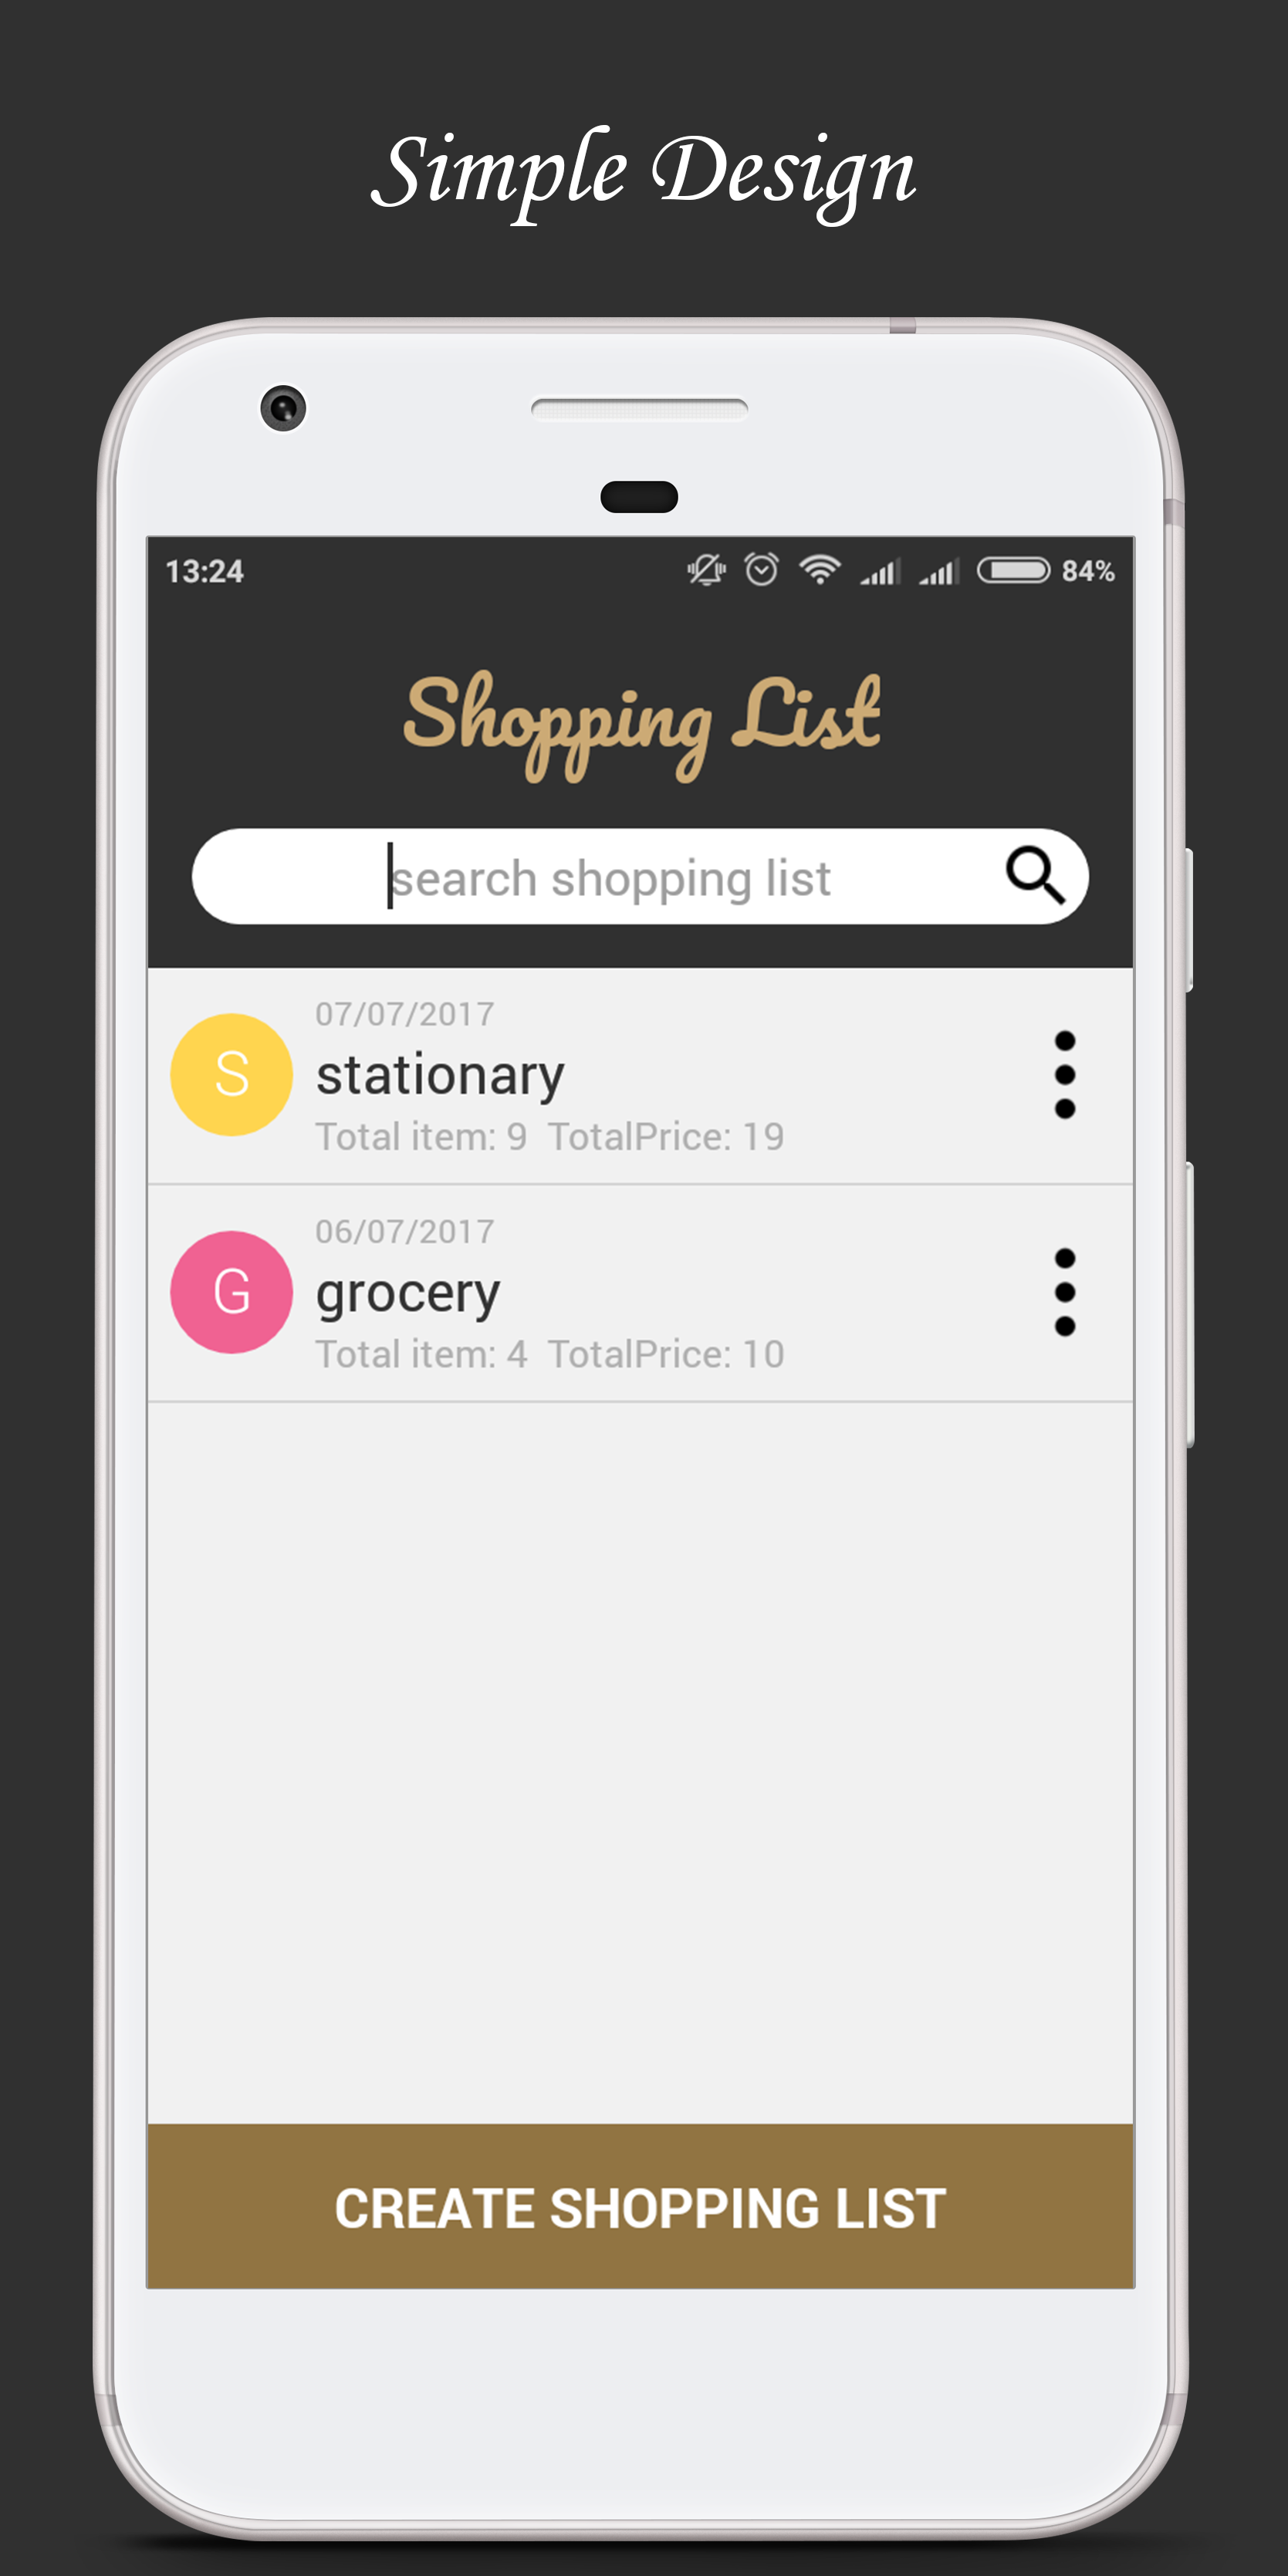 Simple Design
13:24 84%
Shopping List
search shopping list
07/07/2017
S
stationary
Total item: 9 TotalPrice: 19
06/07/2017
G
grocery
Total item: 4 TotalPrice: 10
CREATE SHOPPING LIST